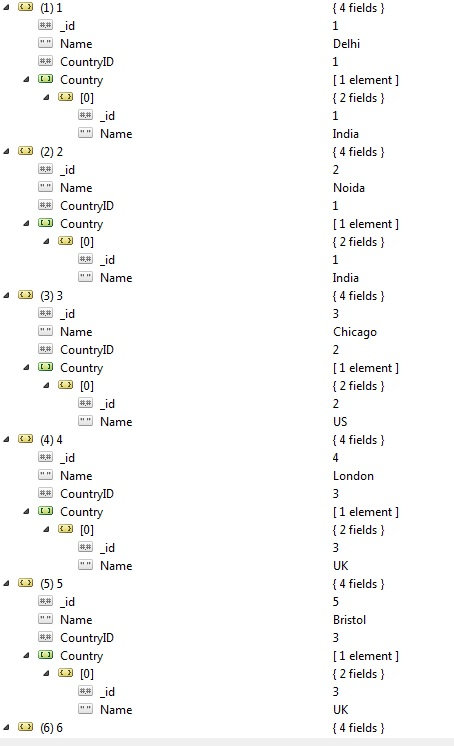 (1) 1 { 4 fields }
## _id 1
" " Name Delhi
## CountryID 1
Country [ 1 element ]
[0] { 2 fields }
## _id 1
" " Name India
(2) 2 { 4 fields }
## _id 2
" " Name Noida
## CountryID 1
Country [ 1 element ]
[0] { 2 fields }
## _id 1
" " Name India
(3) 3 { 4 fields }
## _id 3
" " Name Chicago
## CountryID 2
Country [ 1 element ]
[0] { 2 fields }
## _id 2
" " Name US
(4) 4 { 4 fields }
## _id 4
" " Name London
## CountryID 3
Country [ 1 element ]
[0] { 2 fields }
## _id 3
" " Name UK
(5) 5 { 4 fields }
## _id 5
" " Name Bristol
## CountryID 3
Country [ 1 element ]
[0] { 2 fields }
## _id 3
" " Name UK
(6) 6 { 4 fields }